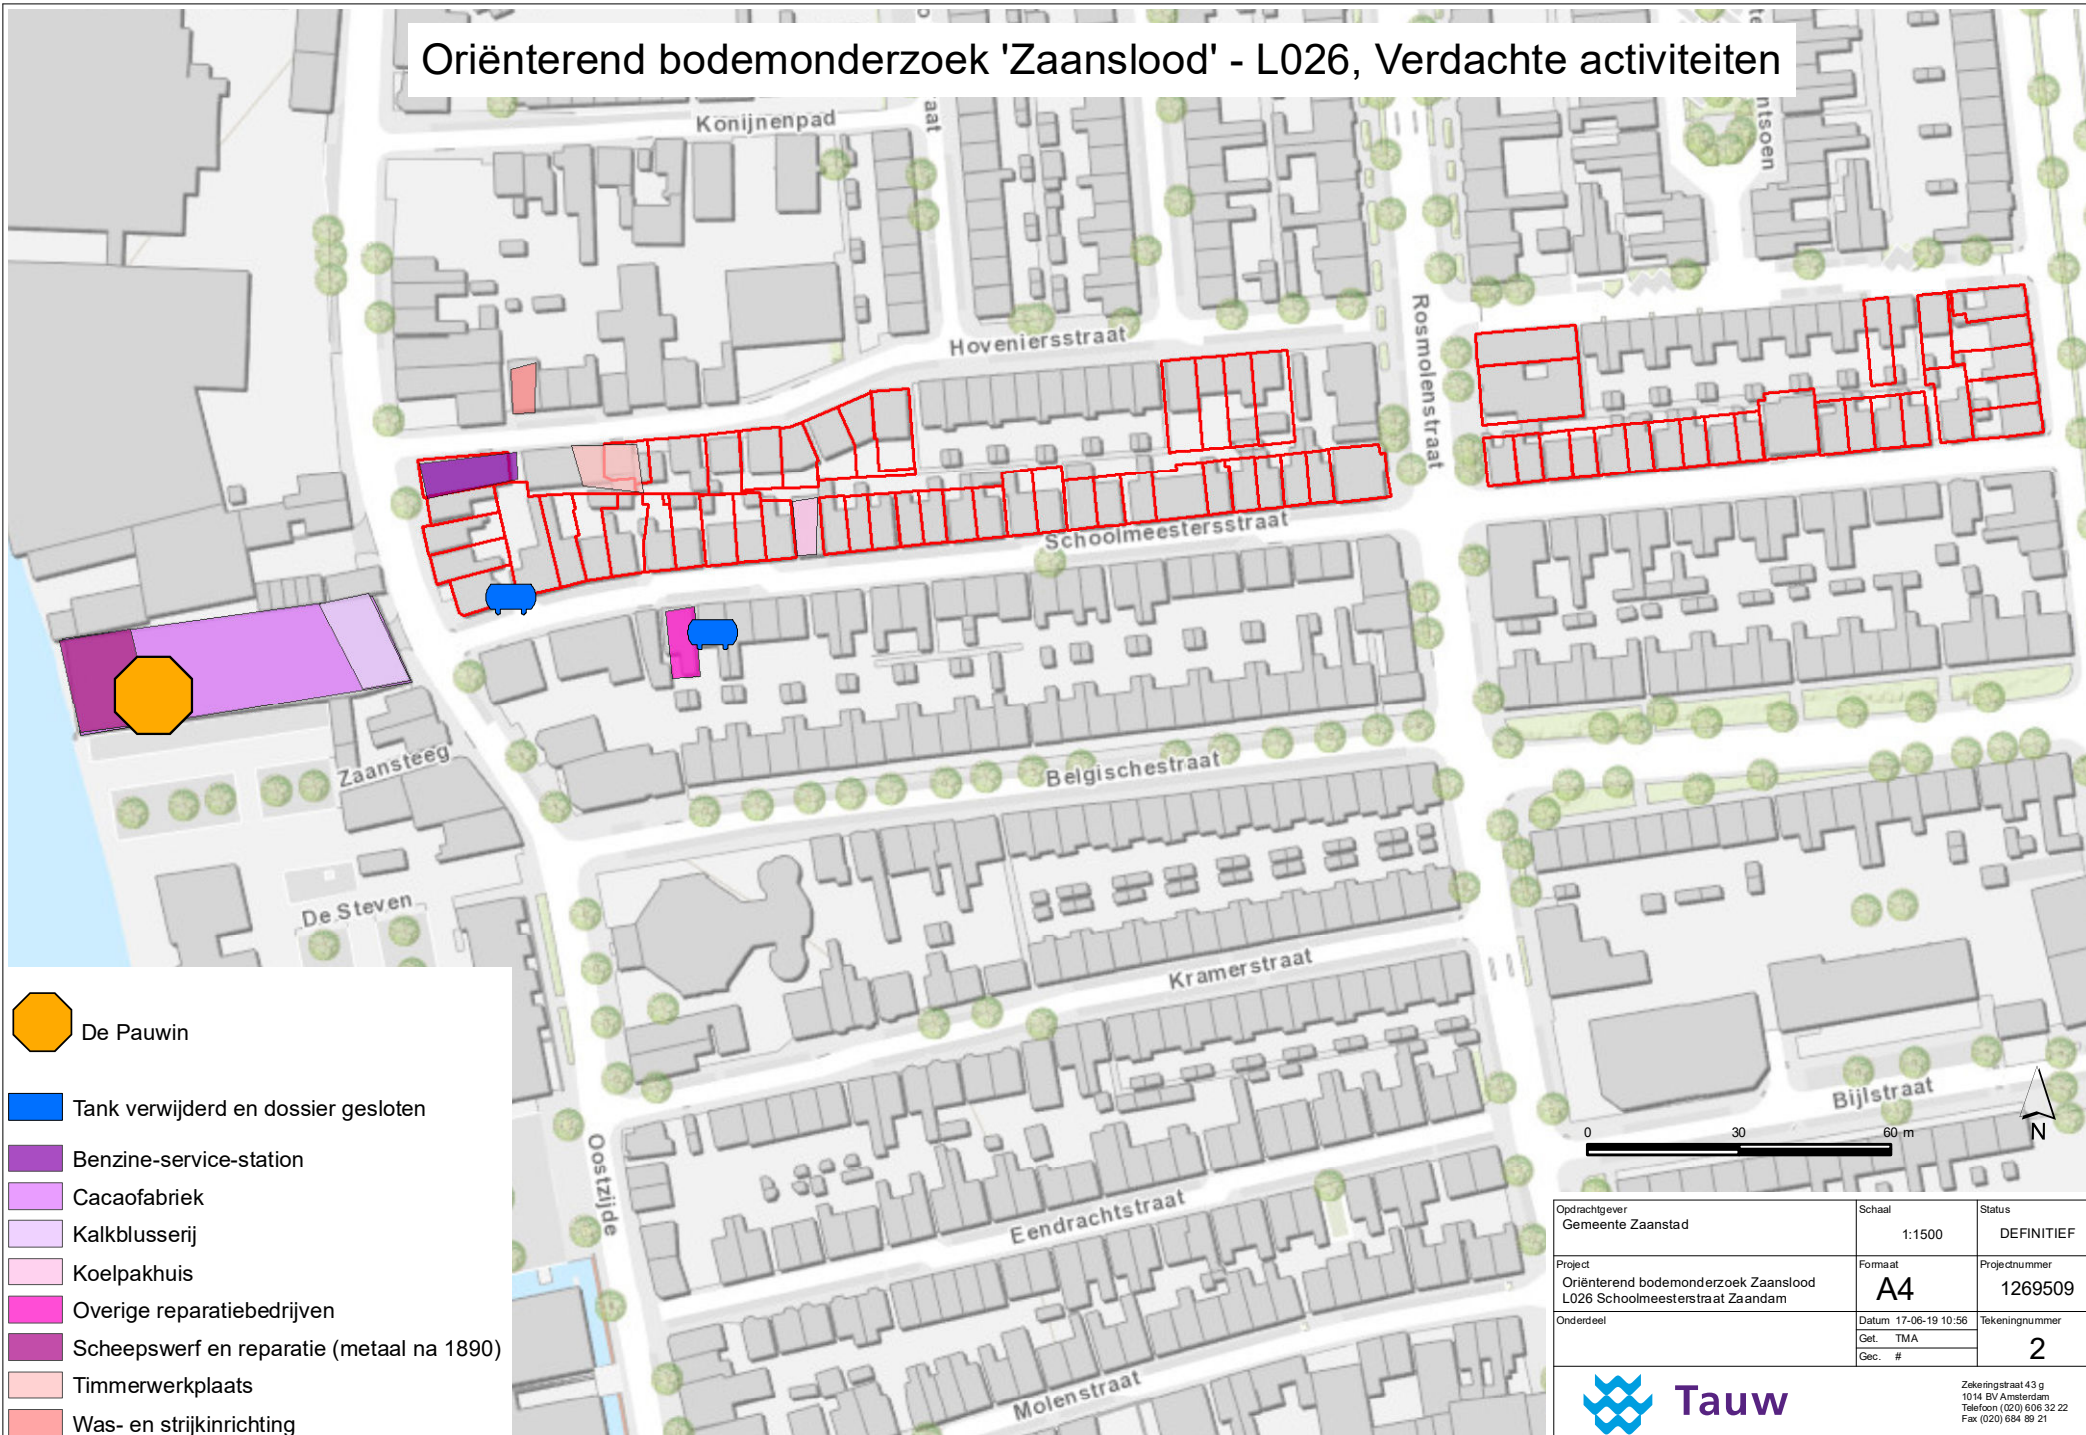 Oriënterend bodemonderzoek 'Zaanslood' - L026, Verdachte activiteiten
Konijnenpad
aat
ntsoen
Hoveniersstraat
Rosmolenstraat
Schoolmeestersstraat
Zaansteeg
Belgischestraat
De Steven
Kramerstraat
Bijlstraat
Oostzijde
Eendrachtstraat
Molenstraat
De Pauwin
Tank verwijderd en dossier gesloten
Benzine-service-station
Cacaofabriek
Kalkblusserij
Koelpakhuis
Overige reparatiebedrijven
Scheepswerf en reparatie (metaal na 1890)
Timmerwerkplaats
Was- en strijkinrichting
0 30 60 m
N
Opdrachtgever
Gemeente Zaanstad
Schaal
1:1500
Status
DEFINITIEF
Project
Oriënterend bodemonderzoek Zaanslood
L026 Schoolmeesterstraat Zaandam
Formaat
A4
Projectnummer
1269509
Onderdeel
Datum 17-06-19 10:56
Get. TMA
Gec. #
Tekeningnummer
2
Tauw
Zekeringstraat 43 g
1014 BV Amsterdam
Telefoon (020) 606 32 22
Fax (020) 684 89 21